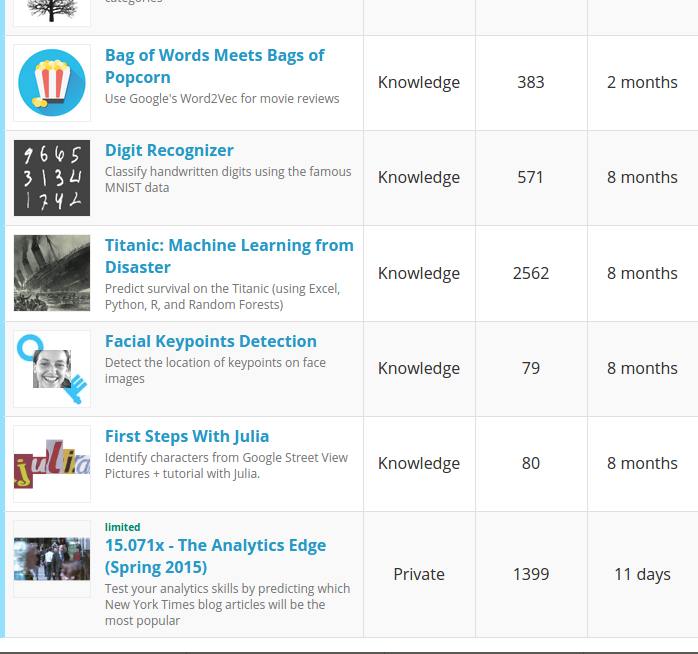 categories
Bag of Words Meets Bags of
Popcorn
Use Google's Word2Vec for movie reviews
Knowledge
383
2 months
9 6 6 5
3 1 3 4
1 7 4 2
Digit Recognizer
Classify handwritten digits using the famous
MNIST data
Knowledge
571
8 months
Titanic: Machine Learning from
Disaster
Predict survival on the Titanic (using Excel,
Python, R, and Random Forests)
Knowledge
2562
8 months
Facial Keypoints Detection
Detect the location of keypoints on face
images
Knowledge
79
8 months
julia
First Steps With Julia
Identify characters from Google Street View
Pictures + tutorial with Julia.
Knowledge
80
8 months
limited
15.071x - The Analytics Edge
(Spring 2015)
Test your analytics skills by predicting which
New York Times blog articles will be the
most popular
Private
1399
11 days